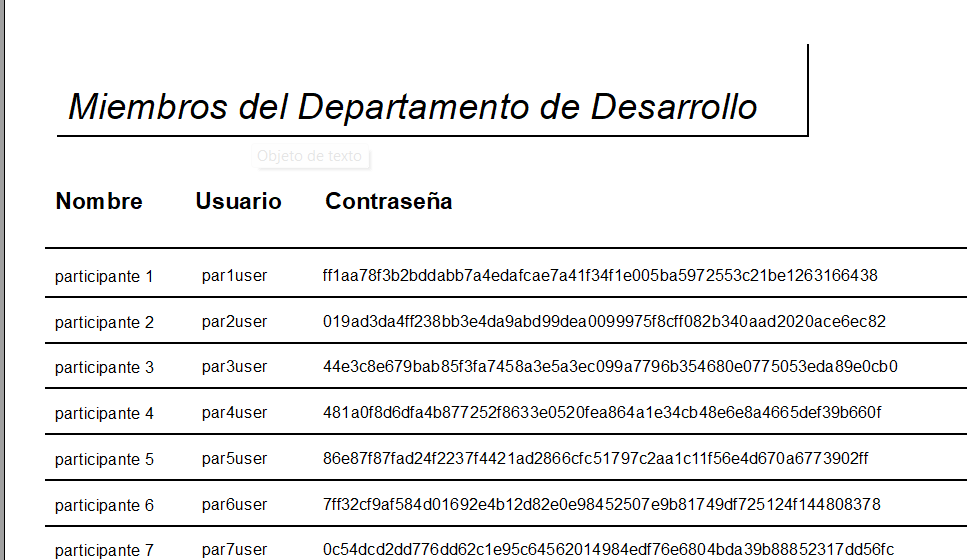 Miembros del Departamento de Desarrollo
Objeto de texto
Nombre Usuario Contraseña
participante 1 par1user ff1aa78f3b2bddabb7a4edafcae7a41f34f1e005ba5972553c21be1263166438
participante 2 par2user 019ad3da4ff238bb3e4da9abd99dea0099975f8cff082b340aad2020ace6ec82
participante 3 par3user 44e3c8e679bab85f3fa7458a3e5a3ec099a7796b354680e0775053eda89e0cb0
participante 4 par4user 481a0f8d6dfa4b877252f8633e0520fea864a1e34cb48e6e8a4665def39b660f
participante 5 par5user 86e87f87fad24f2237f4421ad2866cfc51797c2aa1c11f56e4d670a6773902ff
participante 6 par6user 7ff32cf9af584d01692e4b12d82e0e98452507e9b81749df725124f144808378
participante 7 par7user 0c54dcd2dd776dd62c1e95c64562014984edf76e6804bda39b88852317dd56fc